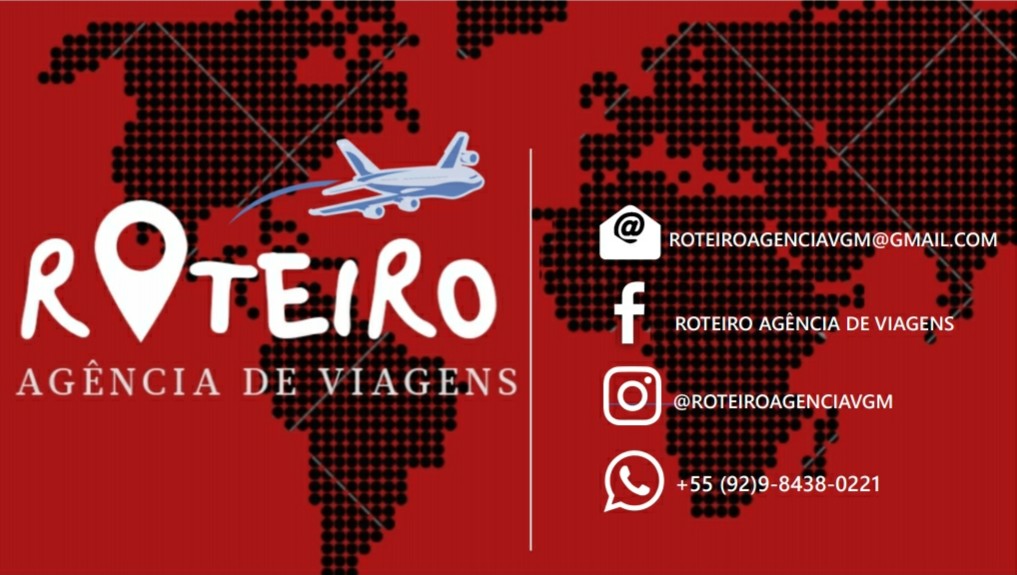 ROTEIRO
AGÊNCIA DE VIAGENS
@
ROTEIROAGENCIAVGM@GMAIL.COM
f
ROTEIRO AGÊNCIA DE VIAGENS
@ROTEIROAGENCIAVGM
+55 (92)9-8438-0221